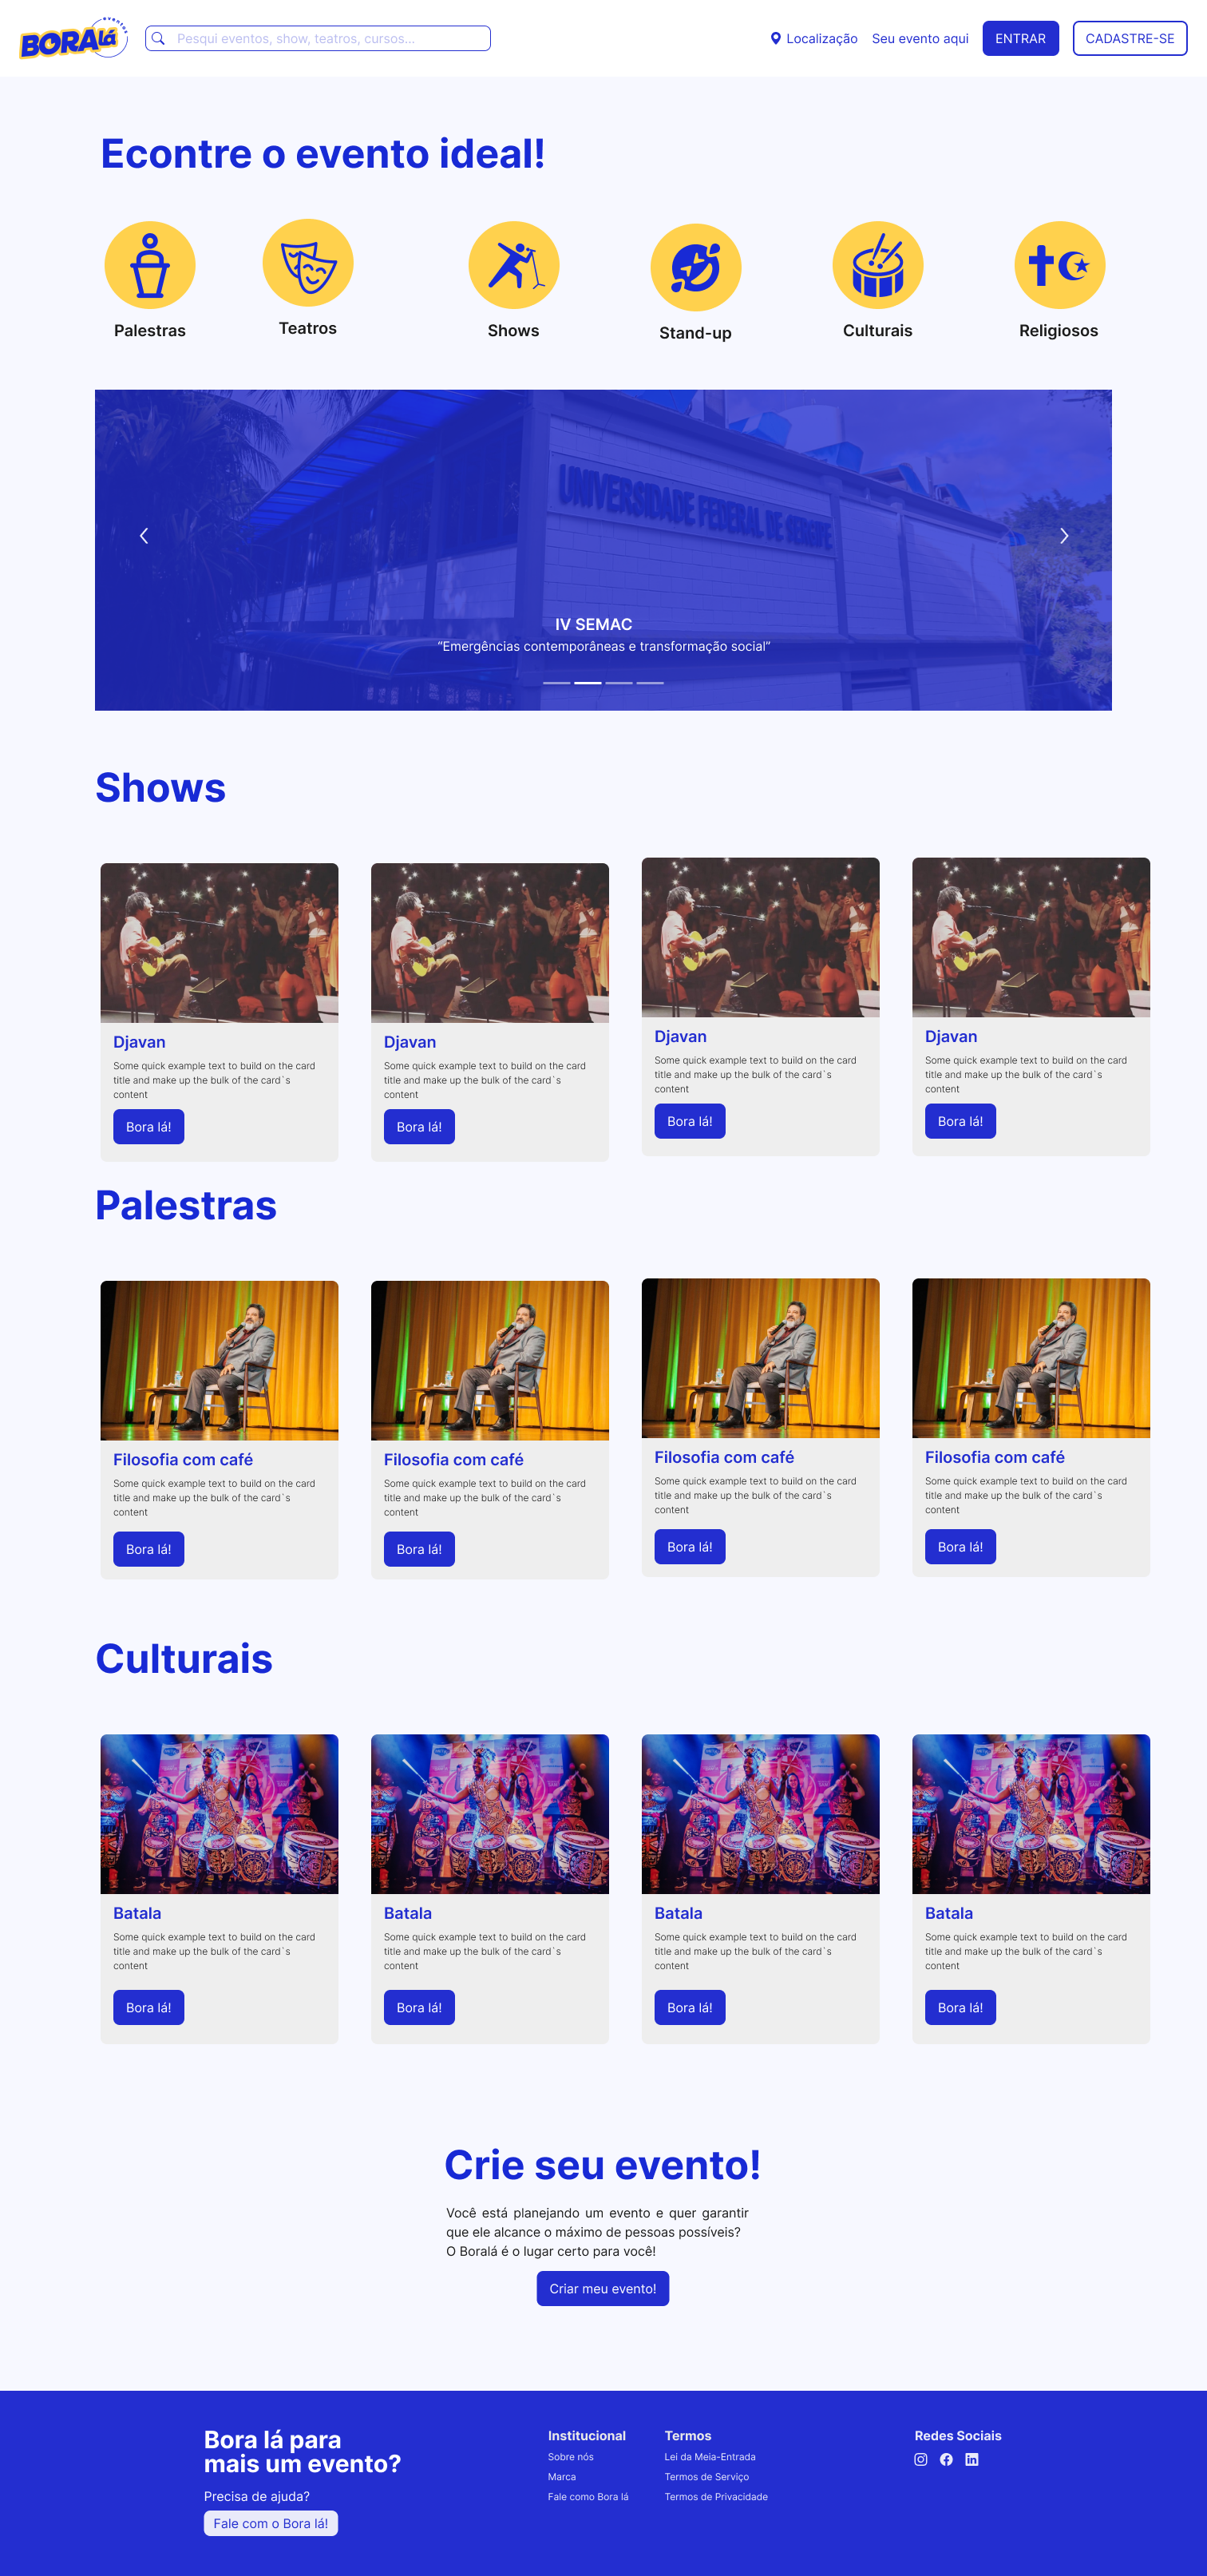 BORAlá
eventos
Pesqui eventos, show, teatros, cursos...
Localização
Seu evento aqui
ENTRAR
CADASTRE-SE
Econtre o evento ideal!
Palestras
Teatros
Shows
Stand-up
Culturais
Religiosos
UNIVERSIDADE FEDERAL DE SERGIPE
IV SEMAC
“Emergências contemporâneas e transformação social”
Shows
Djavan
Some quick example text to build on the card
title and make up the bulk of the card`s
content
Bora lá!
Djavan
Some quick example text to build on the card
title and make up the bulk of the card`s
content
Bora lá!
Djavan
Some quick example text to build on the card
title and make up the bulk of the card`s
content
Bora lá!
Djavan
Some quick example text to build on the card
title and make up the bulk of the card`s
content
Bora lá!
Palestras
Filosofia com café
Some quick example text to build on the card
title and make up the bulk of the card`s
content
Bora lá!
Filosofia com café
Some quick example text to build on the card
title and make up the bulk of the card`s
content
Bora lá!
Filosofia com café
Some quick example text to build on the card
title and make up the bulk of the card`s
content
Bora lá!
Filosofia com café
Some quick example text to build on the card
title and make up the bulk of the card`s
content
Bora lá!
Culturais
Batala
Some quick example text to build on the card
title and make up the bulk of the card`s
content
Bora lá!
Batala
Some quick example text to build on the card
title and make up the bulk of the card`s
content
Bora lá!
Batala
Some quick example text to build on the card
title and make up the bulk of the card`s
content
Bora lá!
Batala
Some quick example text to build on the card
title and make up the bulk of the card`s
content
Bora lá!
Crie seu evento!
Você está planejando um evento e quer garantir
que ele alcance o máximo de pessoas possíveis?
O Boralá é o lugar certo para você!
Criar meu evento!
Bora lá para
mais um evento?
Precisa de ajuda?
Fale com o Bora lá!
Institucional
Sobre nós
Marca
Fale como Bora lá
Termos
Lei da Meia-Entrada
Termos de Serviço
Termos de Privacidade
Redes Sociais